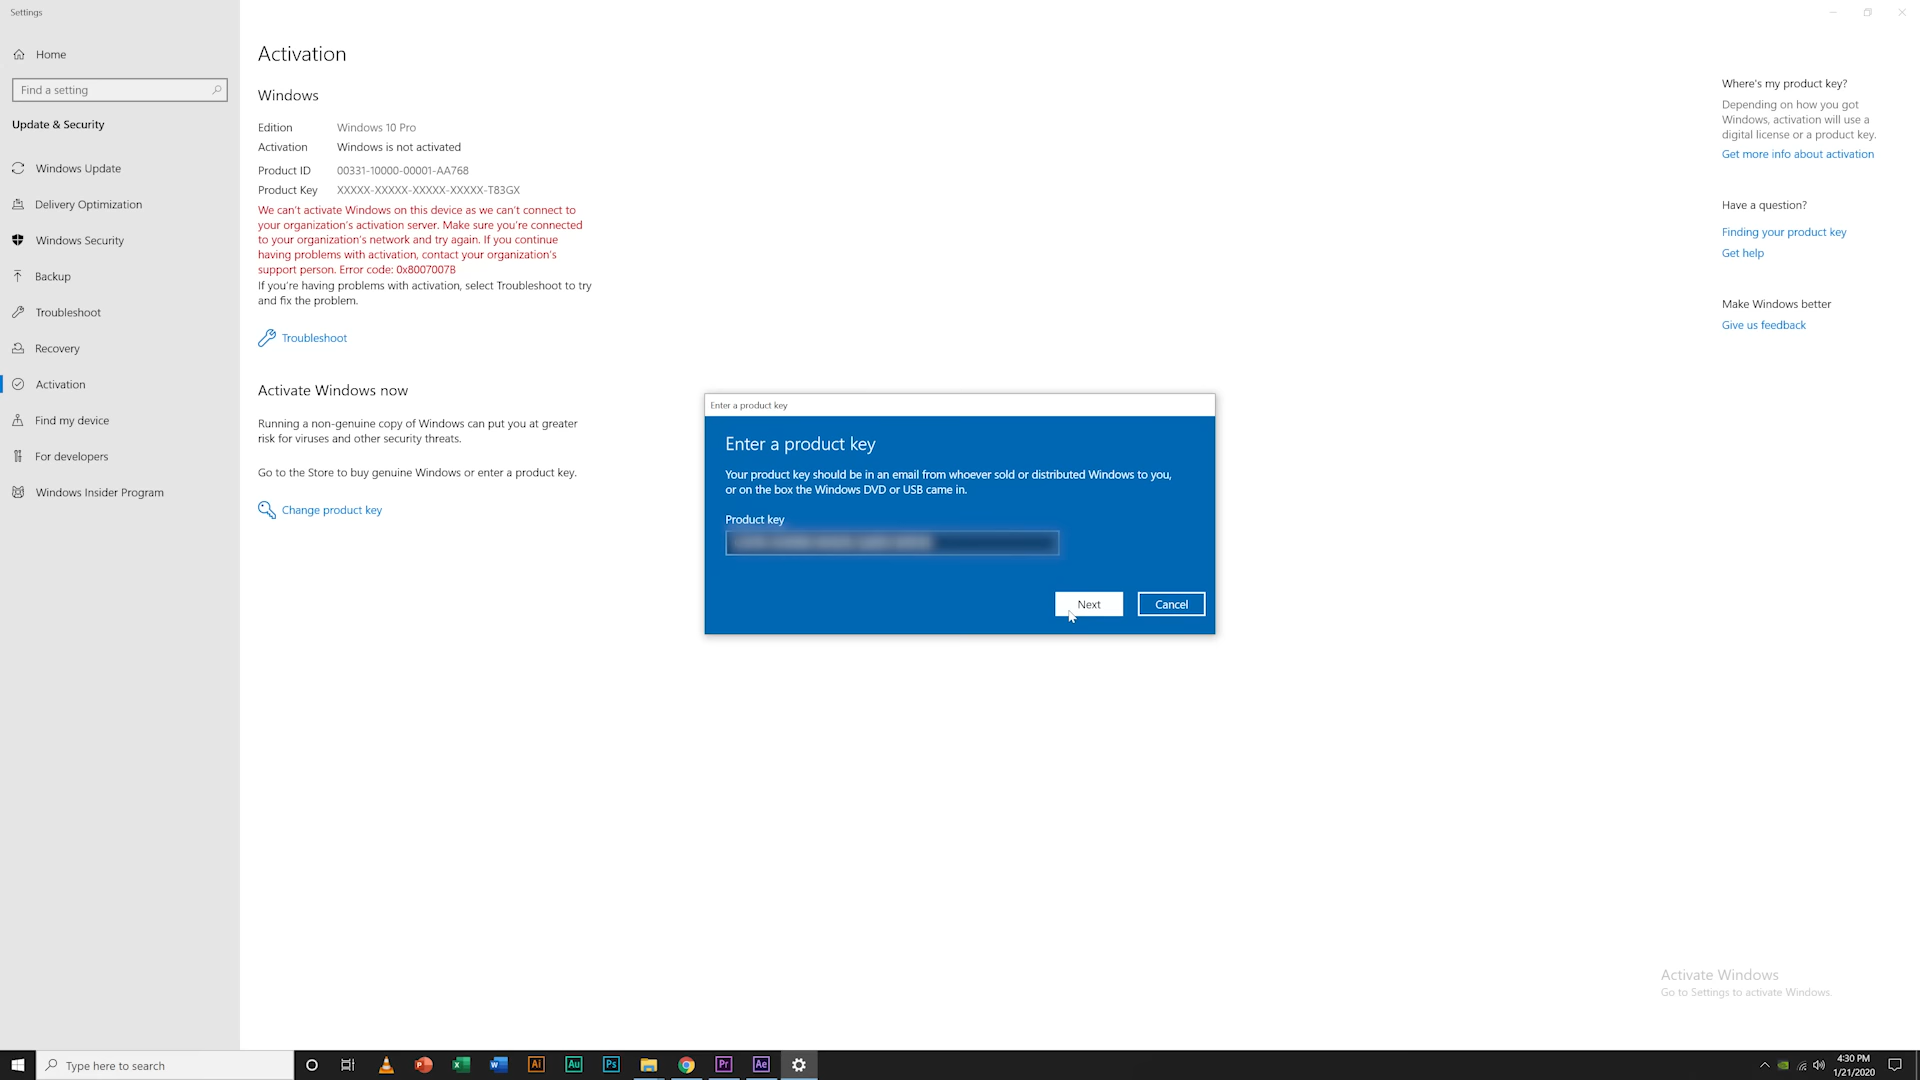 Settings
Home
Find a setting
Update & Security
Windows Update
Delivery Optimization
Windows Security
Backup
Troubleshoot
Recovery
Activation
Find my device
For developers
Windows Insider Program
Activation
Windows
Edition Windows 10 Pro
Activation Windows is not activated
Product ID 00331-10000-00001-AA768
Product Key XXXXX-XXXXX-XXXXX-XXXXX-T83GX
We can't activate Windows on this device as we can't connect to
your organization's activation server. Make sure you're connected
to your organization's network and try again. If you continue
having problems with activation, contact your organization's
support person. Error code: 0x8007007B
If you're having problems with activation, select Troubleshoot to try
and fix the problem.
Troubleshoot
Activate Windows now
Running a non-genuine copy of Windows can put you at greater
risk for viruses and other security threats.
Go to the Store to buy genuine Windows or enter a product key.
Change product key
Enter a product key
Enter a product key
Your product key should be in an email from whoever sold or distributed Windows to you,
or on the box the Windows DVD or USB came in.
Product key
Next Cancel
Where's my product key?
Depending on how you got
Windows, activation will use a
digital license or a product key.
Get more info about activation
Have a question?
Finding your product key
Get help
Make Windows better
Give us feedback
Activate Windows
Go to Settings to activate Windows.
Type here to search
Ai Au Ps Pr Ae
4:30 PM
1/21/2020